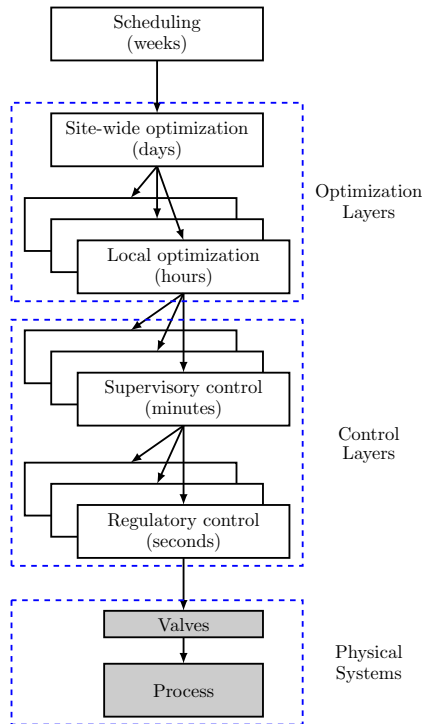 Scheduling
(weeks)
Site-wide optimization
(days)
Optimization
Layers
Local optimization
(hours)
Supervisory control
(minutes)
Control
Layers
Regulatory control
(seconds)
Valves
Physical
Systems
Process